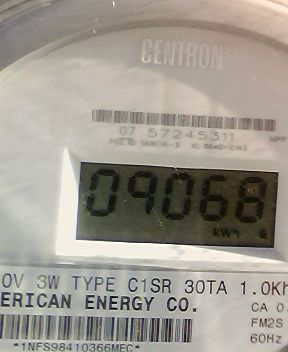 CENTRON®
07 57245311
09068
kWh
0V 3W TYPE C1SR 30TA 1.0Kh
ERICAN ENERGY CO.
CA 0.
FM2S
60Hz
*1NFS98410366MEC*